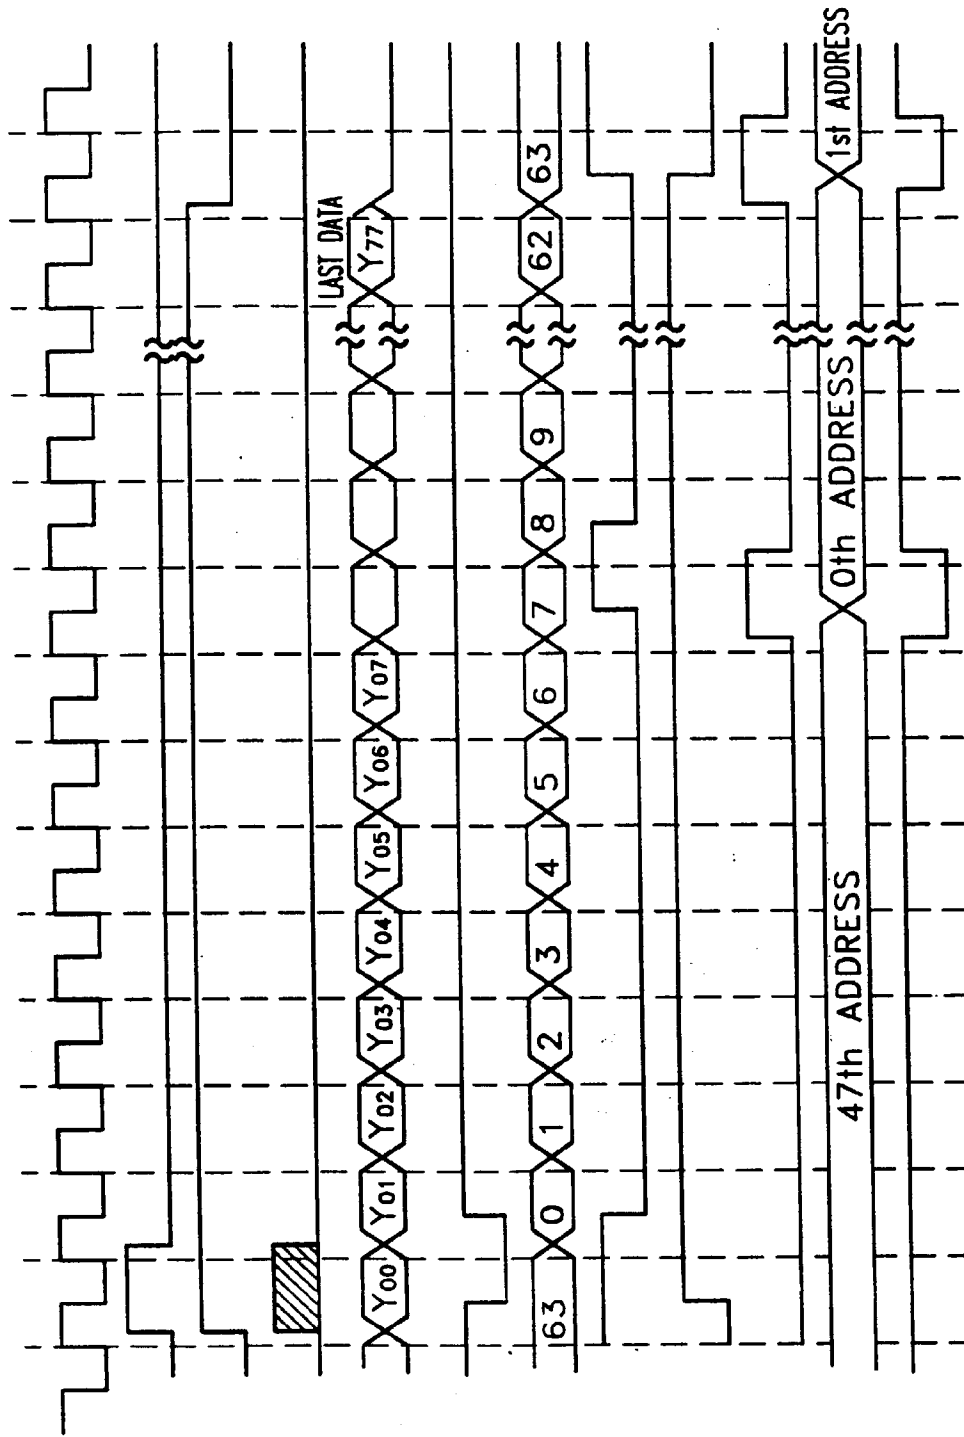 LAST DATA
Y00 Y01 Y02 Y03 Y04 Y05 Y06 Y07 Y77
63 0 1 2 3 4 5 6 7 8 9 62 63
47th ADDRESS 0th ADDRESS 1st ADDRESS